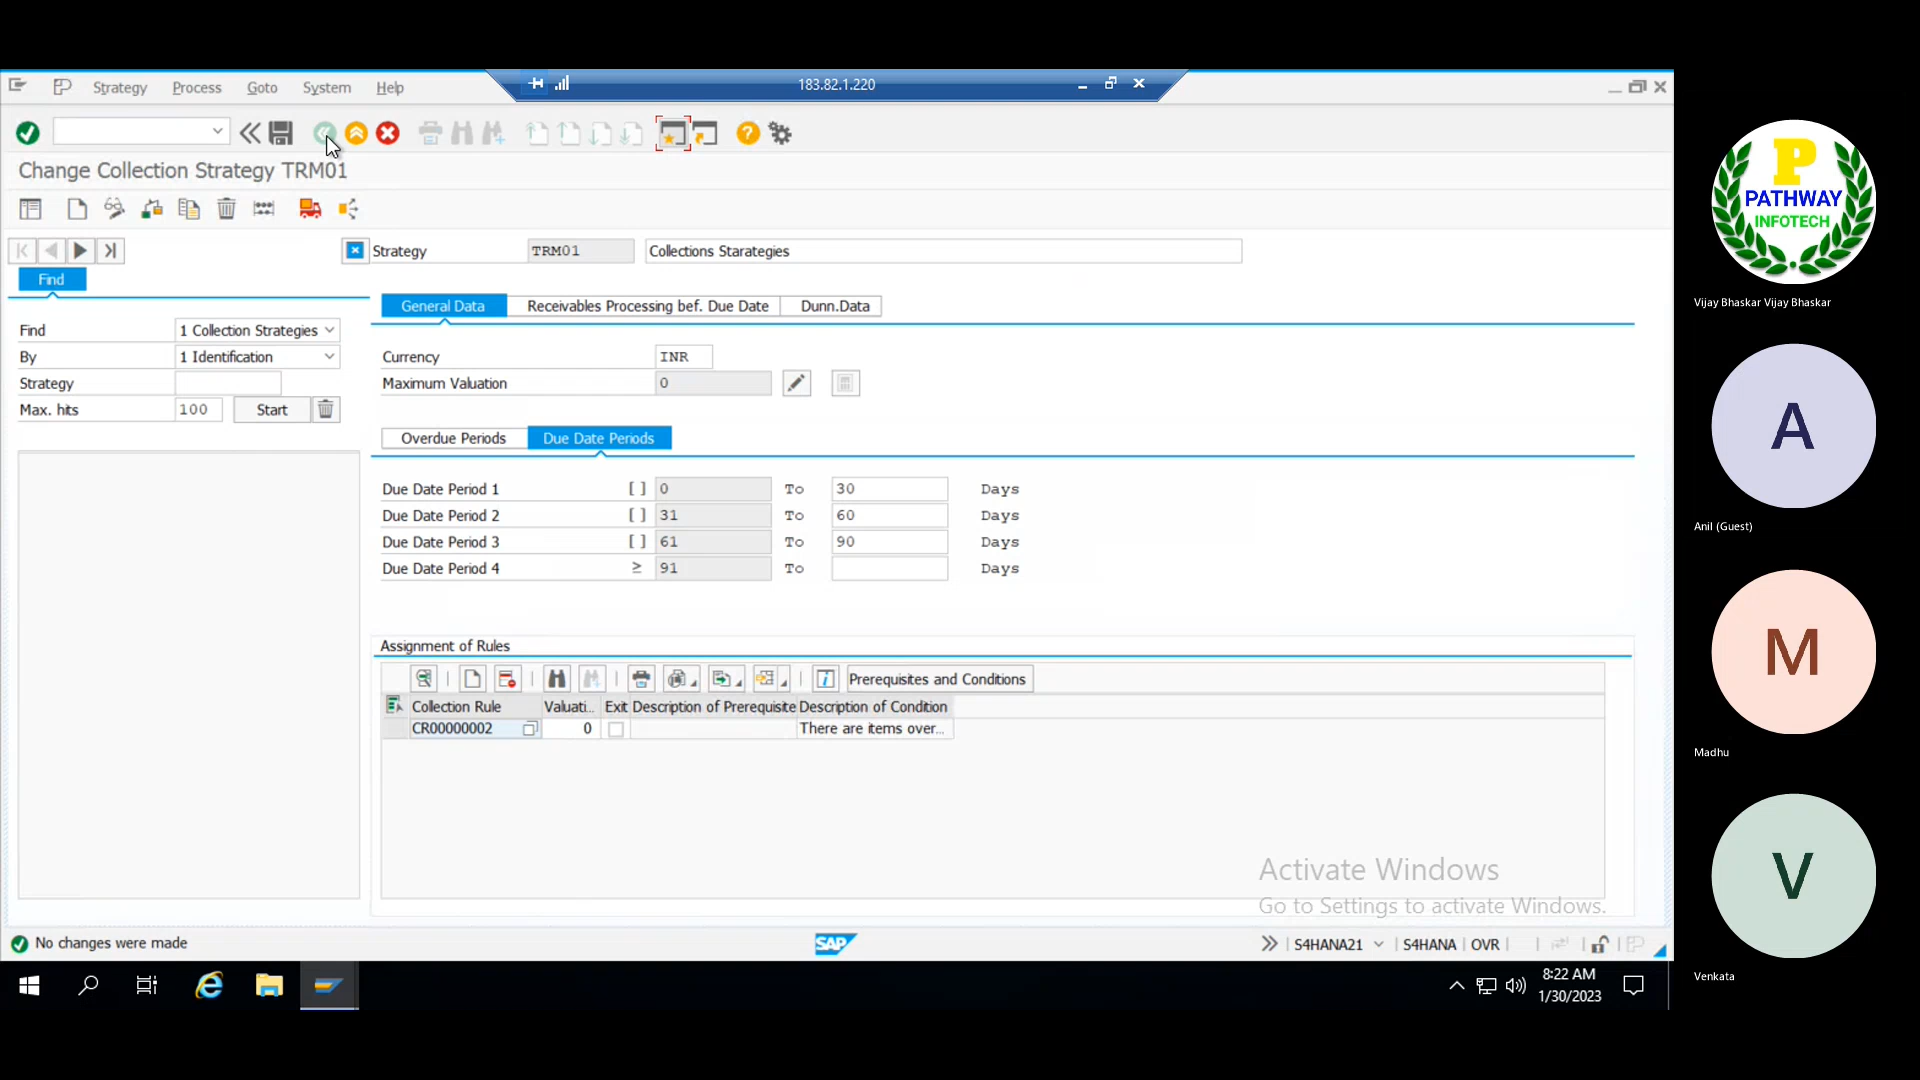 Strategy Process Goto System Help
183.82.1.220
Change Collection Strategy TRM01
Strategy TRM01 Collections Starategies
Find
General Data Receivables Processing bef. Due Date Dunn.Data
Find 1 Collection Strategies
By 1 Identification
Strategy
Max. hits 100 Start
Currency INR
Maximum Valuation 0
Overdue Periods Due Date Periods
Due Date Period 1 [ ] 0 To 30 Days
Due Date Period 2 [ ] 31 To 60 Days
Due Date Period 3 [ ] 61 To 90 Days
Due Date Period 4 ≥ 91 To Days
Assignment of Rules
Prerequisites and Conditions
Collection Rule Valuati.. Exit Description of Prerequisite Description of Condition
CR00000002 0 There are items over...
Activate Windows
Go to Settings to activate Windows.
No changes were made
SAP
S4HANA21 S4HANA OVR
8:22 AM
1/30/2023
P
PATHWAY
INFOTECH
Vijay Bhaskar Vijay Bhaskar
A
Anil (Guest)
M
Madhu
V
Venkata